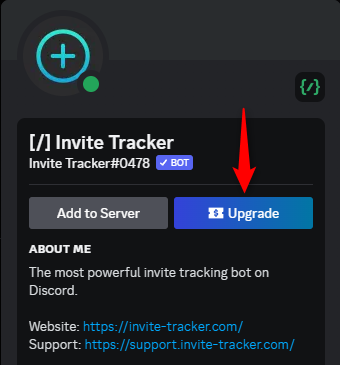 {/}
[/] Invite Tracker
Invite Tracker#0478 ✓ BOT
Add to Server
Upgrade
ABOUT ME
The most powerful invite tracking bot on
Discord.
Website: https://invite-tracker.com/
Support: https://support.invite-tracker.com/